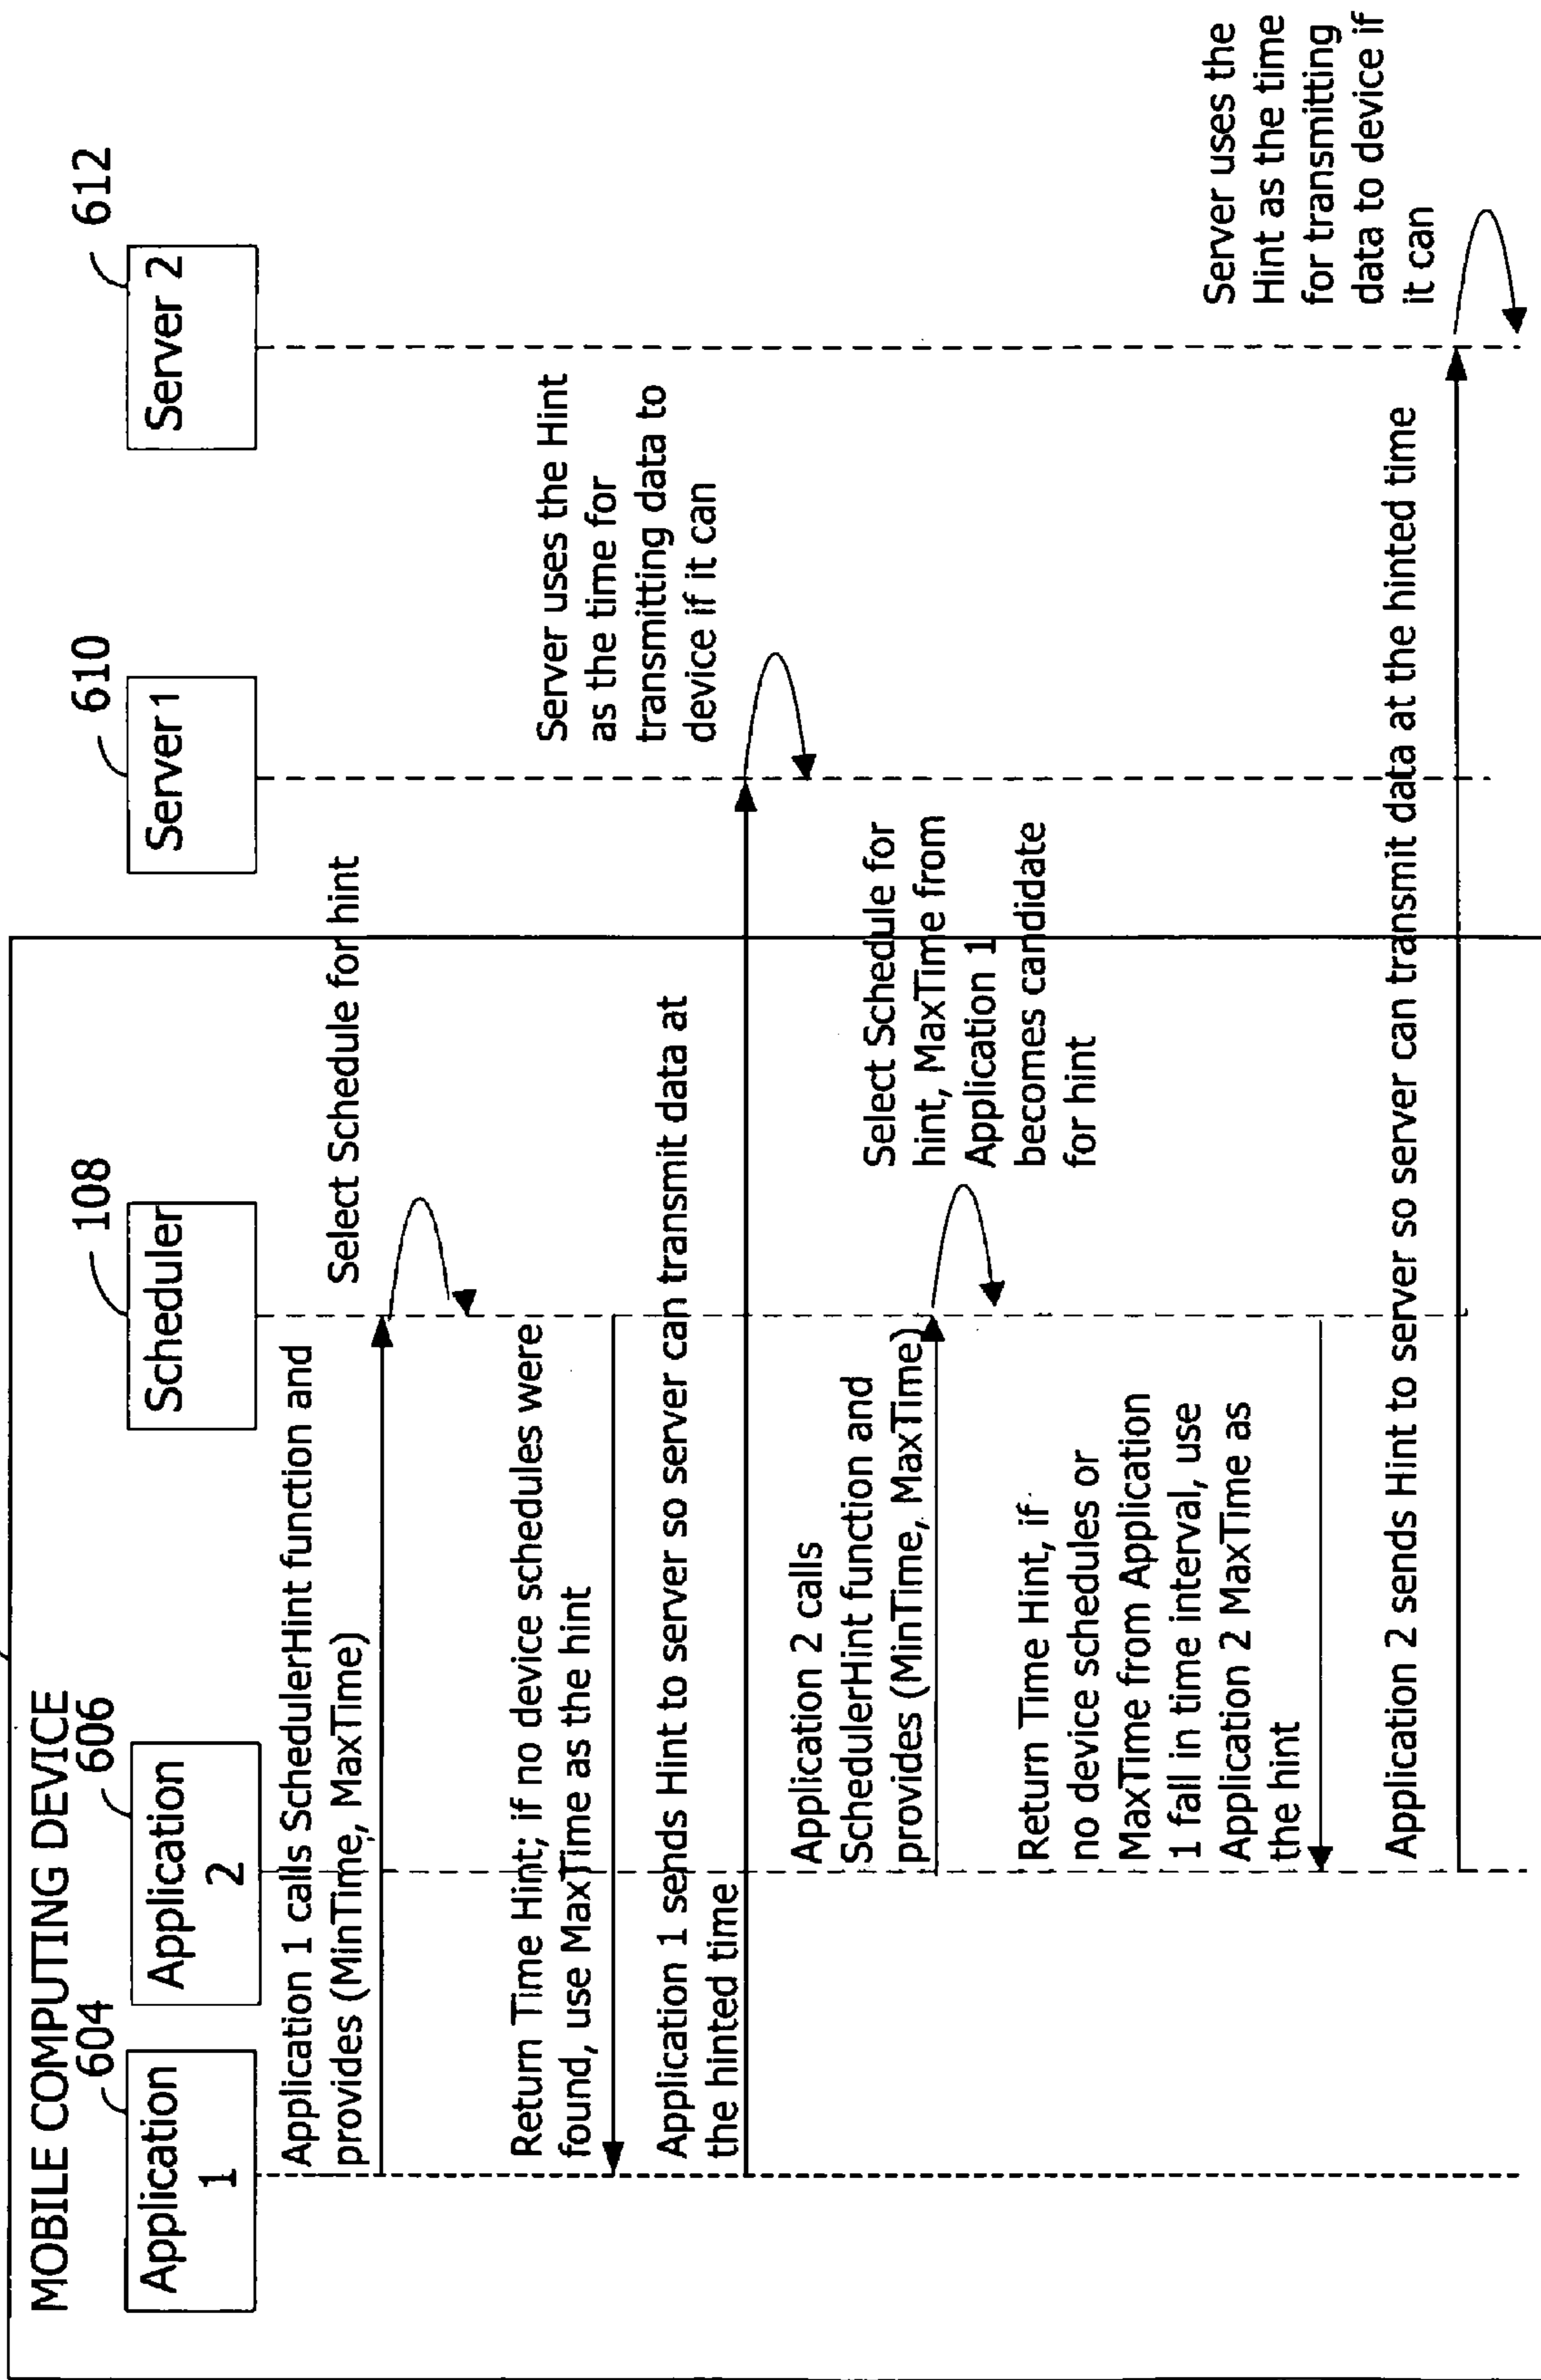 MOBILE COMPUTING DEVICE
604
606
108
610
612
Application
1
Application
2
Scheduler
Server1
Server 2
Application 1 calls SchedulerHint function and
provides (MinTime, MaxTime)
Select Schedule for hint
Return Time Hint; if no device schedules were
found, use MaxTime as the hint
Application 1 sends Hint to server so server can transmit data at
the hinted time
Server uses the Hint
as the time for
transmitting data to
device if it can
Application 2 calls
SchedulerHint function and
provides (MinTime, MaxTime)
Select Schedule for
hint, MaxTime from
Application 1
becomes candidate
for hint
Return Time Hint, if
no device schedules or
MaxTime from Application
1 fall in time interval, use
Application 2 MaxTime as
the hint
Application 2 sends Hint to server so server can transmit data at the hinted time
Server uses the
Hint as the time
for transmitting
data to device if
it can